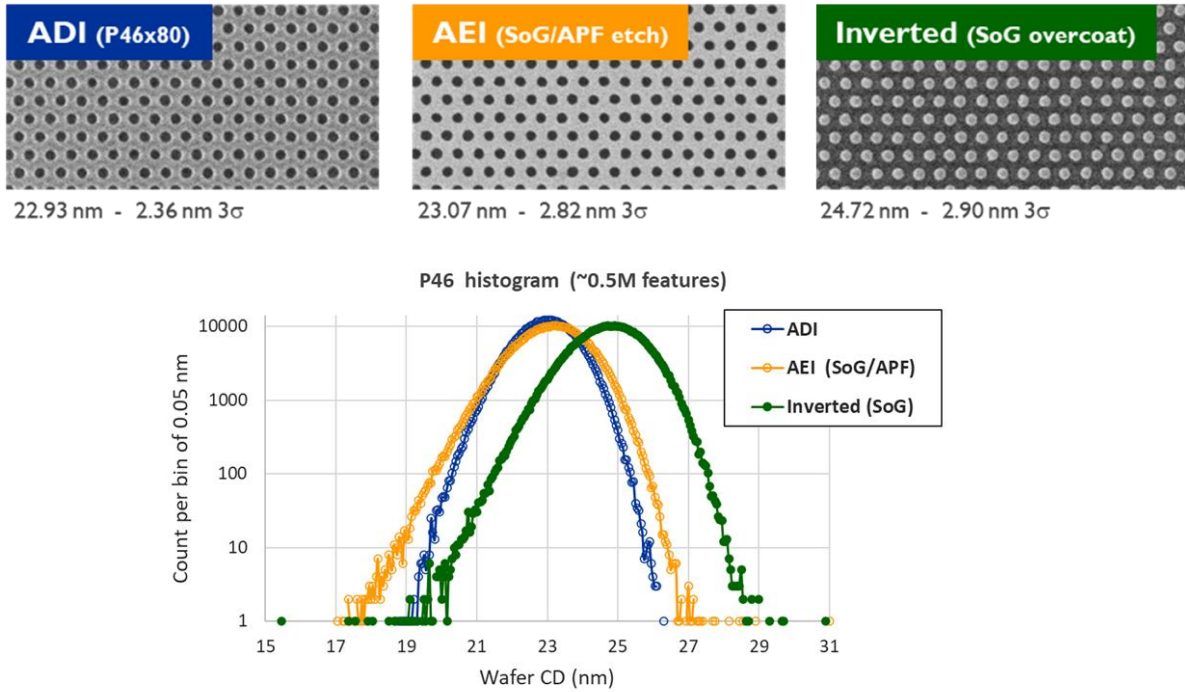 ADI (P46x80)
AEI (SoG/APF etch)
Inverted (SoG overcoat)
22.93 nm - 2.36 nm 3σ
23.07 nm - 2.82 nm 3σ
24.72 nm - 2.90 nm 3σ
P46 histogram (~0.5M features)
ADI
AEI (SoG/APF)
Inverted (SoG)
Count per bin of 0.05 nm
10000
1000
100
10
1
15 17 19 21 23 25 27 29 31
Wafer CD (nm)